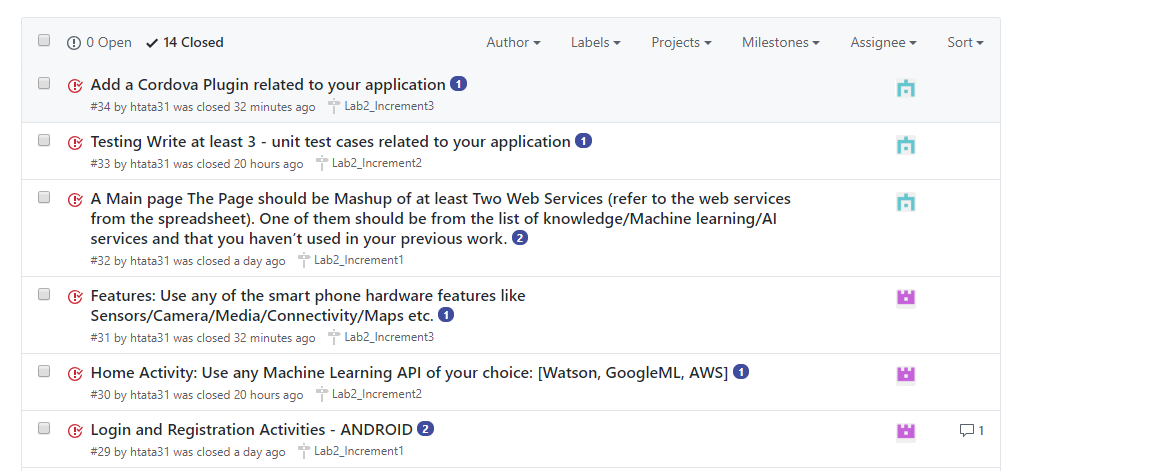 0 Open 14 Closed Author Labels Projects Milestones Assignee Sort
Add a Cordova Plugin related to your application 1
#34 by htata31 was closed 32 minutes ago Lab2_Increment3
Testing Write at least 3 - unit test cases related to your application 1
#33 by htata31 was closed 20 hours ago Lab2_Increment2
A Main page The Page should be Mashup of at least Two Web Services (refer to the web services
from the spreadsheet). One of them should be from the list of knowledge/Machine learning/AI
services and that you haven’t used in your previous work. 2
#32 by htata31 was closed a day ago Lab2_Increment1
Features: Use any of the smart phone hardware features like
Sensors/Camera/Media/Connectivity/Maps etc. 1
#31 by htata31 was closed 32 minutes ago Lab2_Increment3
Home Activity: Use any Machine Learning API of your choice: [Watson, GoogleML, AWS] 1
#30 by htata31 was closed 20 hours ago Lab2_Increment2
Login and Registration Activities - ANDROID 2 1
#29 by htata31 was closed a day ago Lab2_Increment1